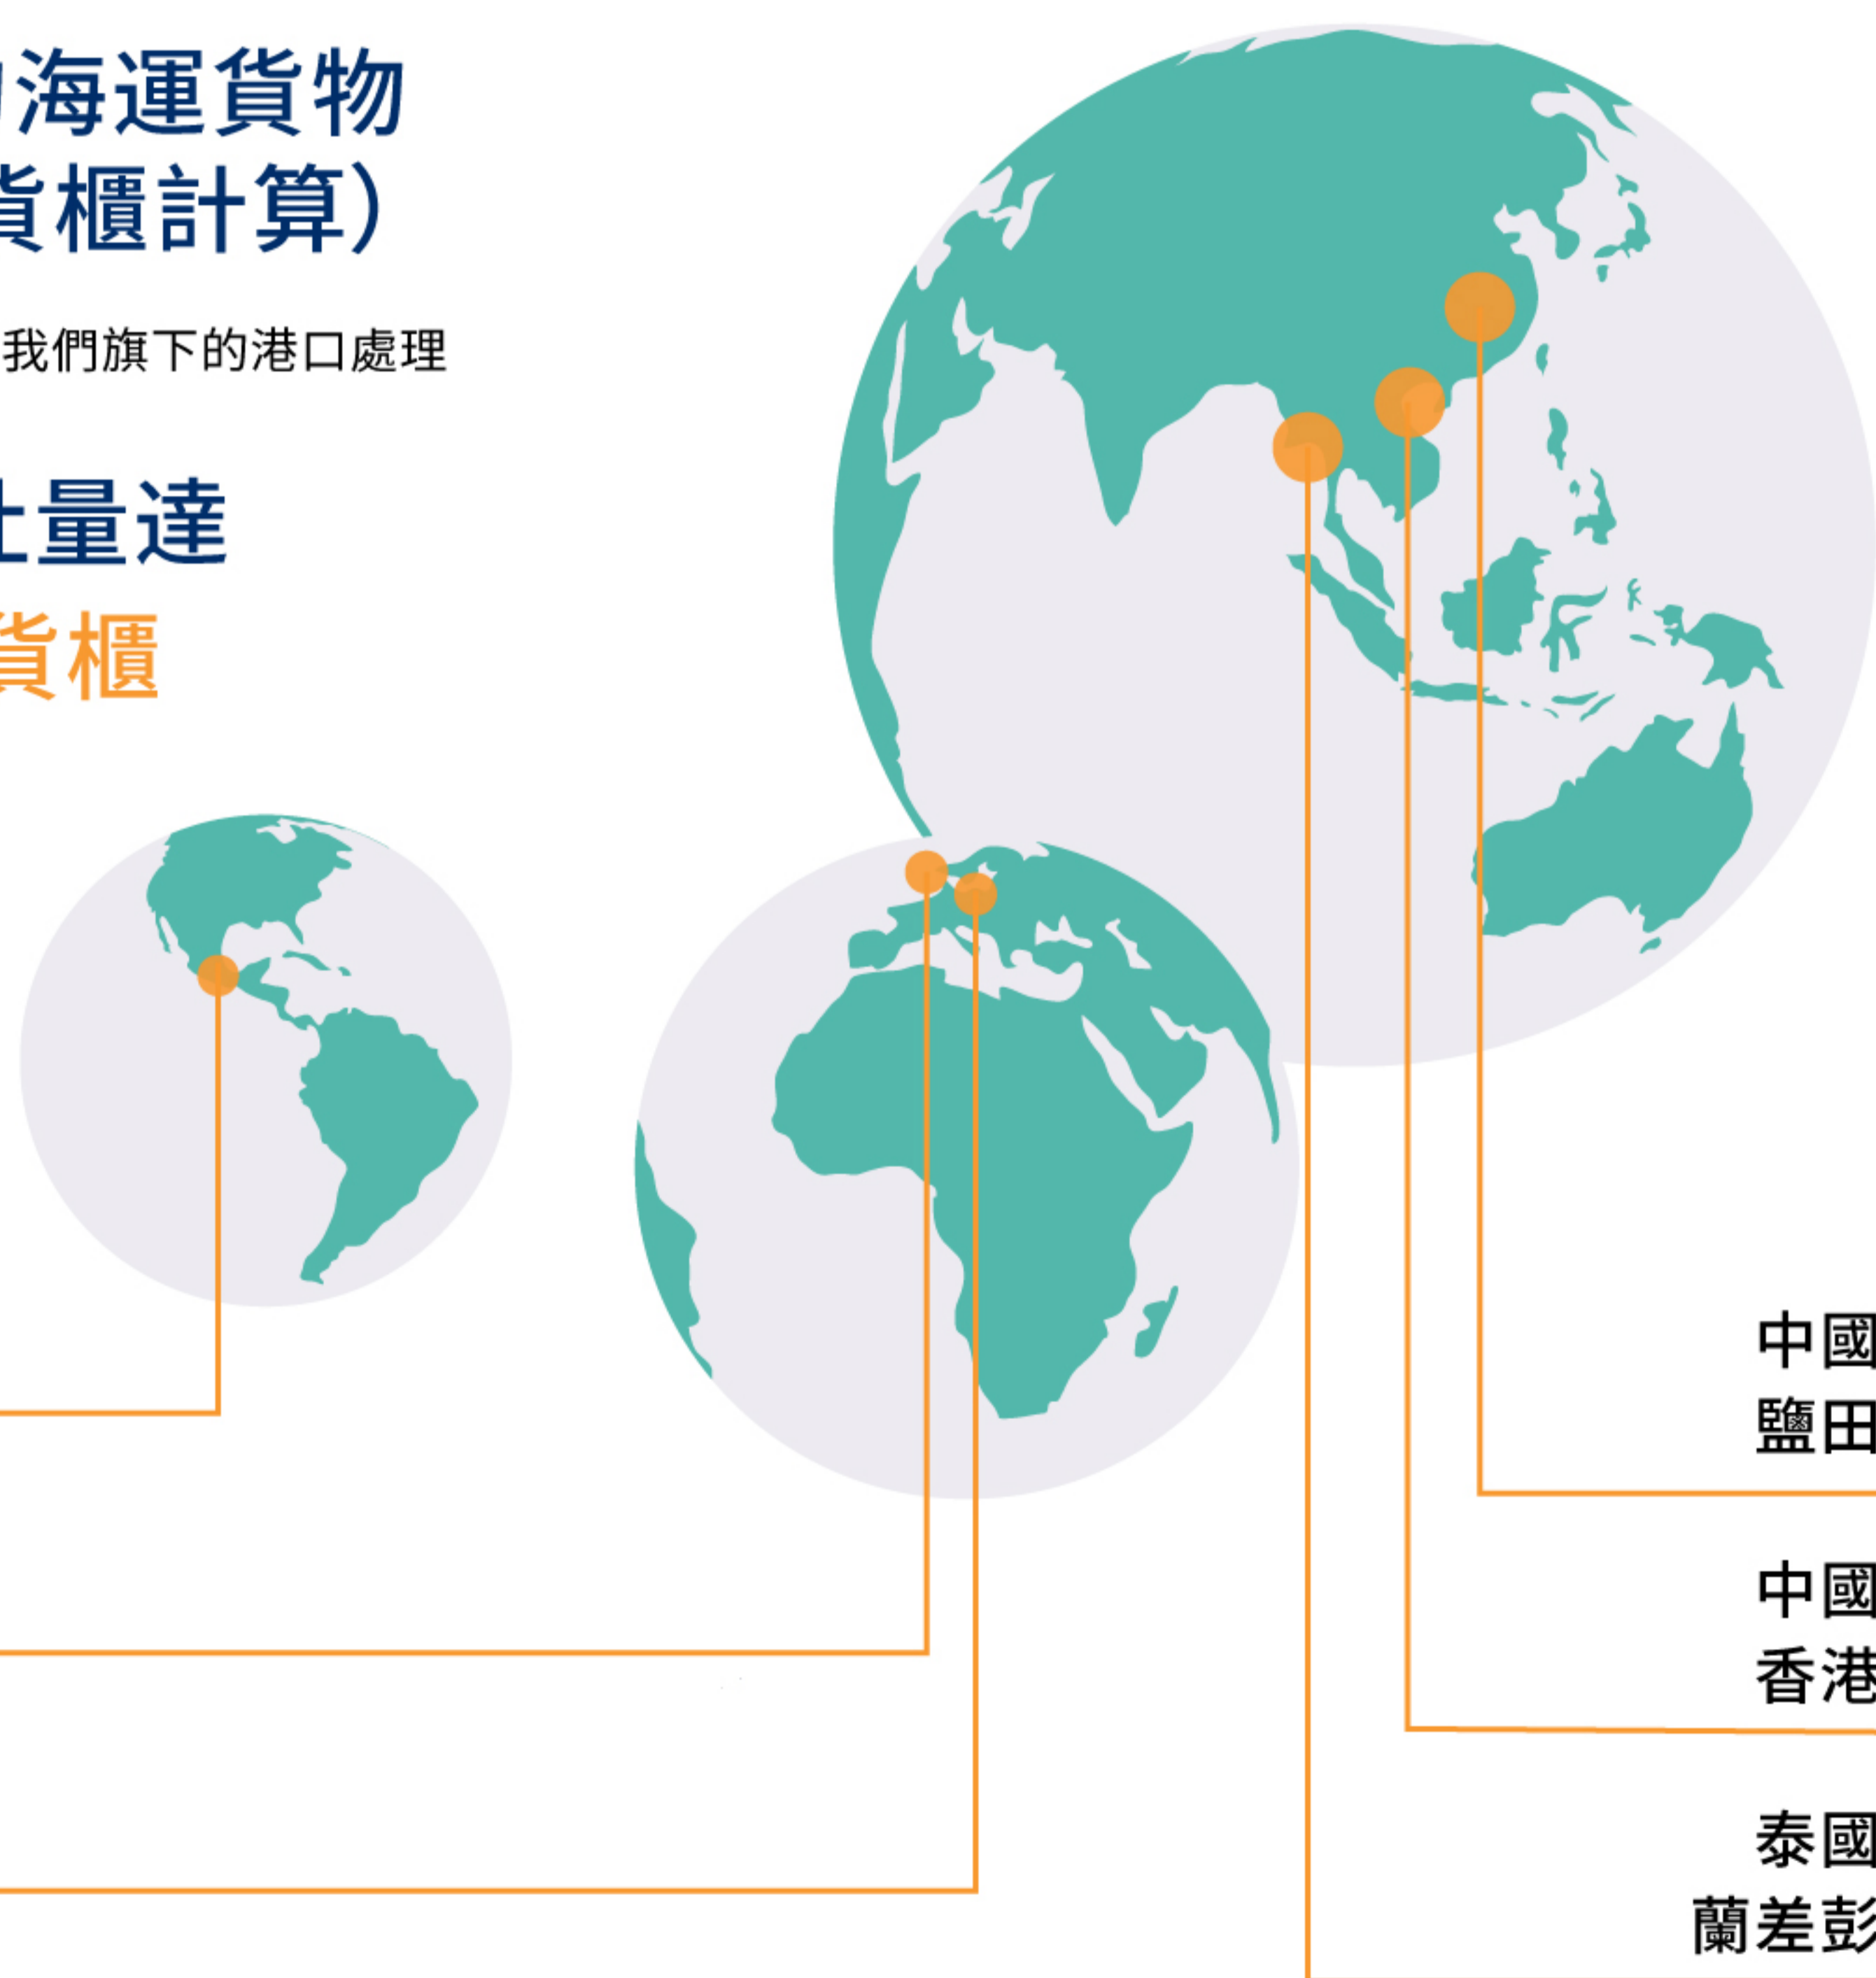 海運貨物
貨櫃計算)
我們旗下的港口處理
量達
貨櫃
中國
鹽田
中國
香港
泰國
蘭差彭